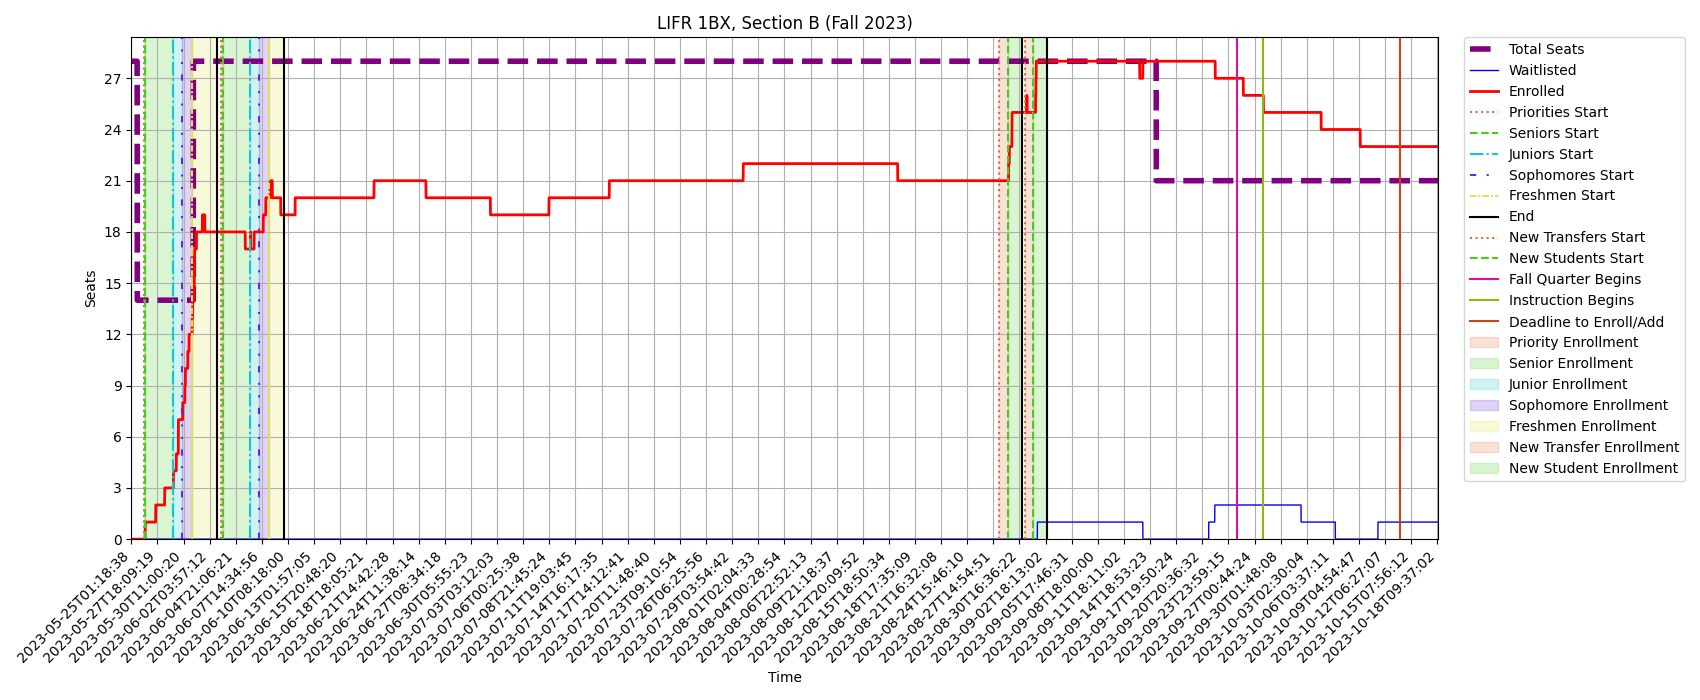 LIFR 1BX, Section B (Fall 2023)
Seats
27
24
21
18
15
12
9
6
3
0
2023-05-25T01:18:38
2023-05-27T18:09:19
2023-05-30T11:00:20
2023-06-02T03:57:12
2023-06-04T21:06:21
2023-06-07T14:34:56
2023-06-10T08:18:00
2023-06-13T01:57:05
2023-06-15T20:48:20
2023-06-18T18:05:21
2023-06-21T14:42:28
2023-06-24T11:38:14
2023-06-27T08:34:18
2023-06-30T05:55:23
2023-07-03T03:12:03
2023-07-06T00:25:38
2023-07-08T21:45:24
2023-07-11T19:03:45
2023-07-14T16:17:35
2023-07-17T14:12:41
2023-07-20T11:48:40
2023-07-23T09:10:54
2023-07-26T06:25:56
2023-07-29T03:54:42
2023-08-01T02:04:33
2023-08-04T00:28:54
2023-08-06T22:52:13
2023-08-09T21:18:37
2023-08-12T20:09:52
2023-08-15T18:50:34
2023-08-18T17:35:09
2023-08-21T16:32:08
2023-08-24T15:46:10
2023-08-27T14:54:51
2023-08-30T16:36:22
2023-09-02T18:13:02
2023-09-05T17:46:31
2023-09-08T18:00:00
2023-09-11T18:11:02
2023-09-14T18:53:23
2023-09-17T19:50:24
2023-09-20T20:36:32
2023-09-23T23:59:15
2023-09-27T00:44:24
2023-09-30T01:48:08
2023-10-03T02:30:04
2023-10-06T03:37:11
2023-10-09T04:54:47
2023-10-12T06:27:07
2023-10-15T07:56:12
2023-10-18T09:37:02
Time
Total Seats
Waitlisted
Enrolled
Priorities Start
Seniors Start
Juniors Start
Sophomores Start
Freshmen Start
End
New Transfers Start
New Students Start
Fall Quarter Begins
Instruction Begins
Deadline to Enroll/Add
Priority Enrollment
Senior Enrollment
Junior Enrollment
Sophomore Enrollment
Freshmen Enrollment
New Transfer Enrollment
New Student Enrollment